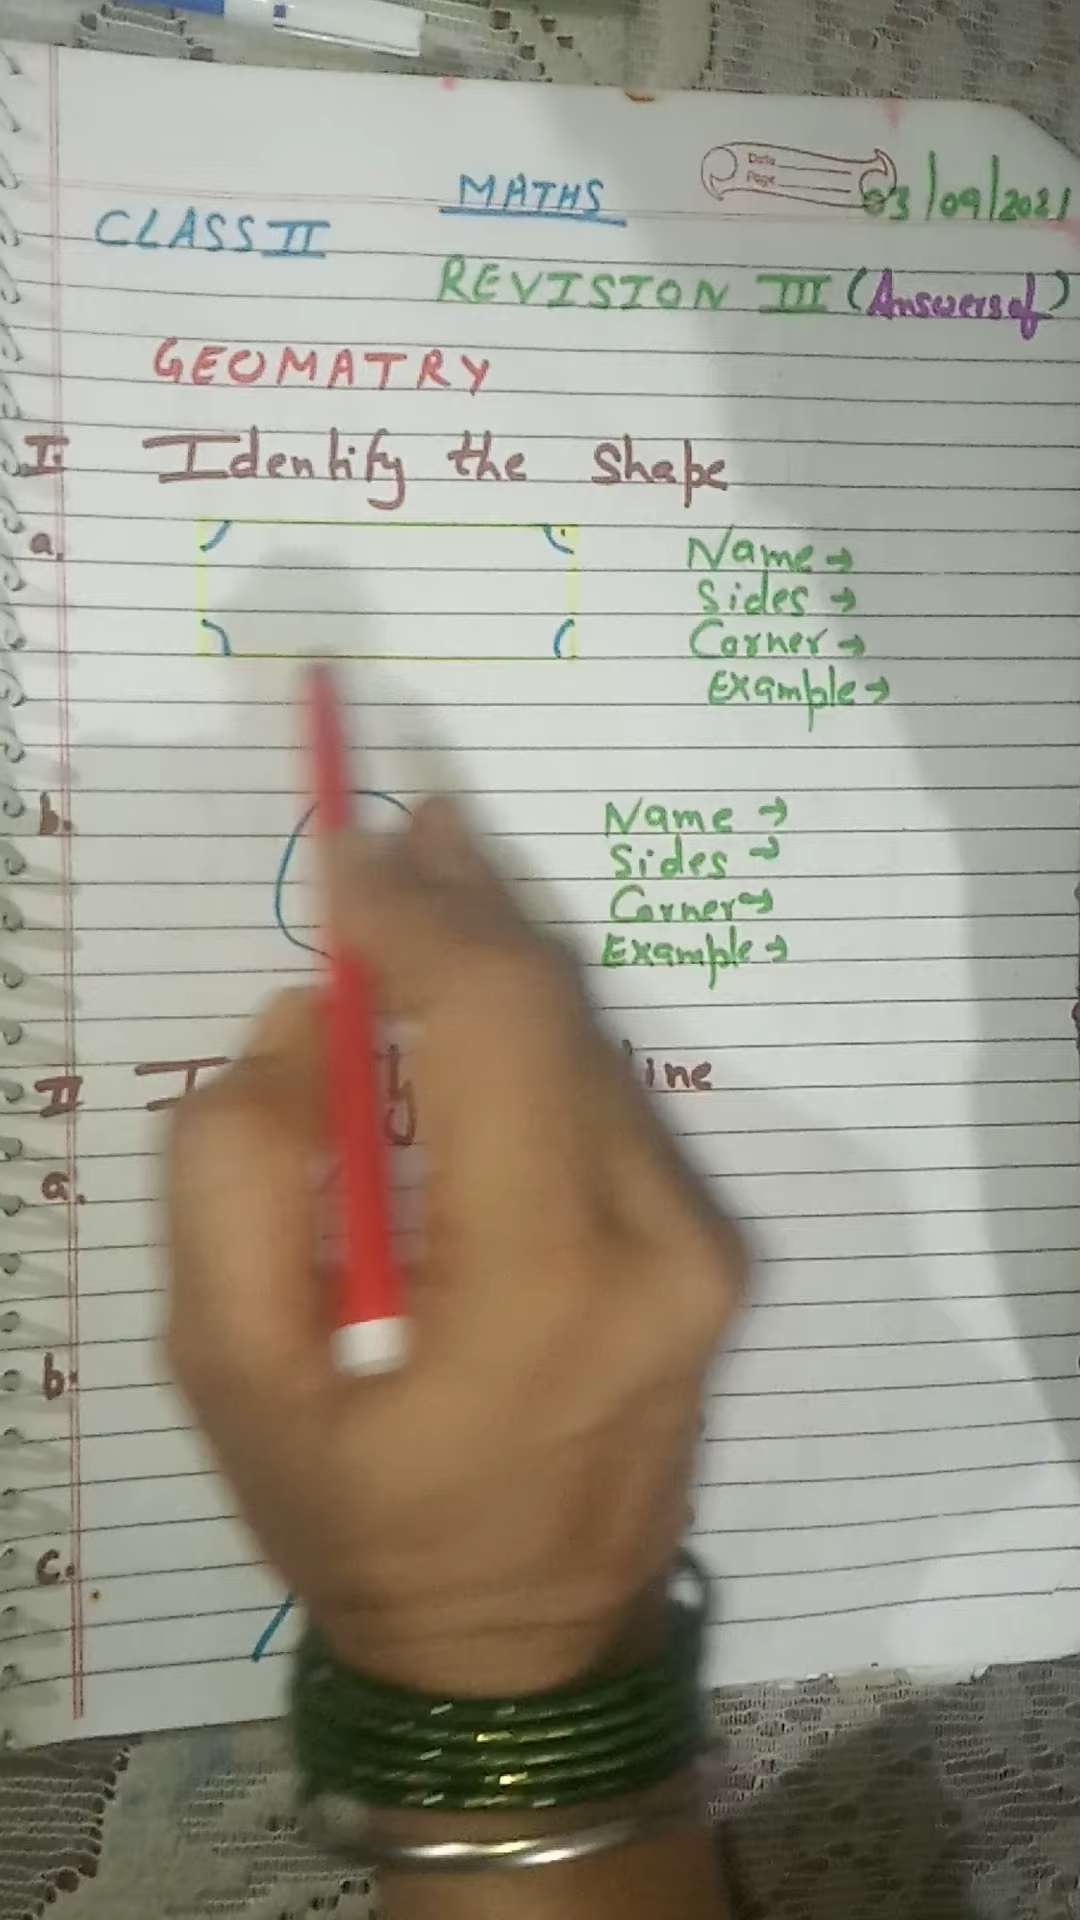 Date
Page
MATHS
03/09/2021
CLASS II
REVISION III (Answers of)
GEOMATRY
I. Identify the Shape
a.
Name →
Sides →
Corner →
Example →
b.
Name →
Sides →
Corner →
Example →
II I line
a.
b.
c.